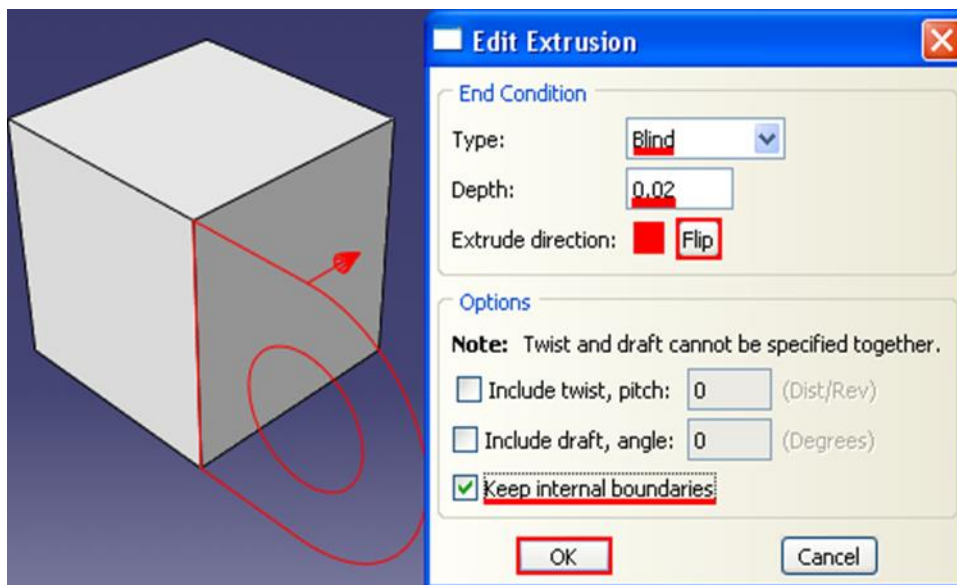 Edit Extrusion
End Condition
Type: Blind
Depth: 0.02
Extrude direction: Flip
Options
Note: Twist and draft cannot be specified together.
Include twist, pitch: 0 (Dist/Rev)
Include draft, angle: 0 (Degrees)
Keep internal boundaries
OK Cancel